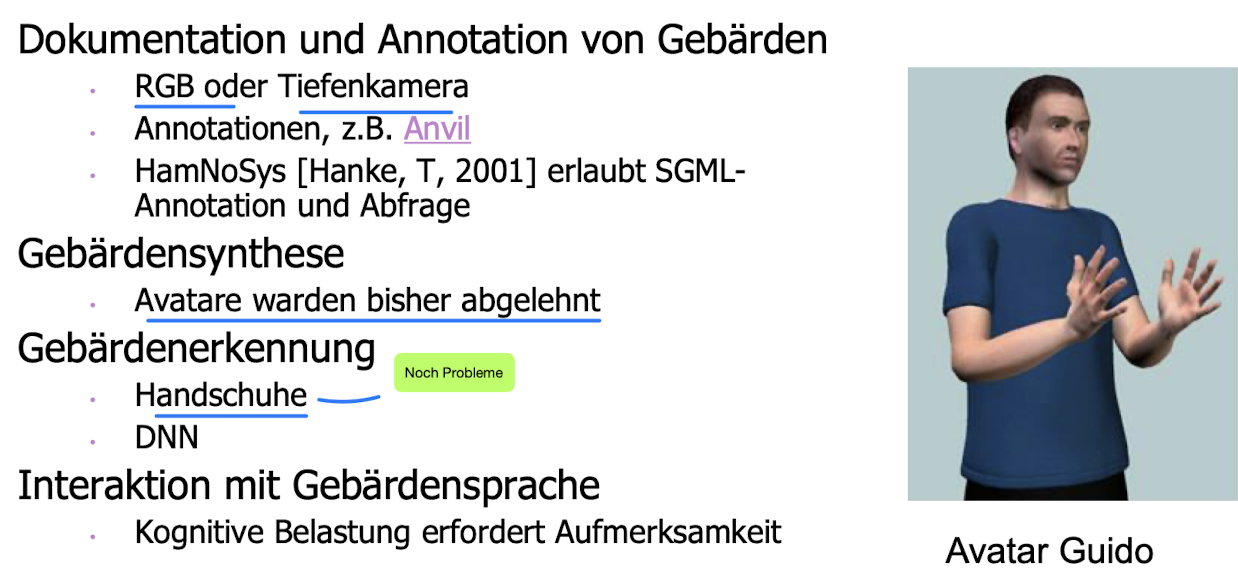 Dokumentation und Annotation von Gebärden
RGB oder Tiefenkamera
Annotationen, z.B. Anvil
HamNoSys [Hanke, T, 2001] erlaubt SGML-
Annotation und Abfrage
Gebärdensynthese
Avatare warden bisher abgelehnt
Gebärdenerkennung
Noch Probleme
Handschuhe
DNN
Interaktion mit Gebärdensprache
Kognitive Belastung erfordert Aufmerksamkeit
Avatar Guido